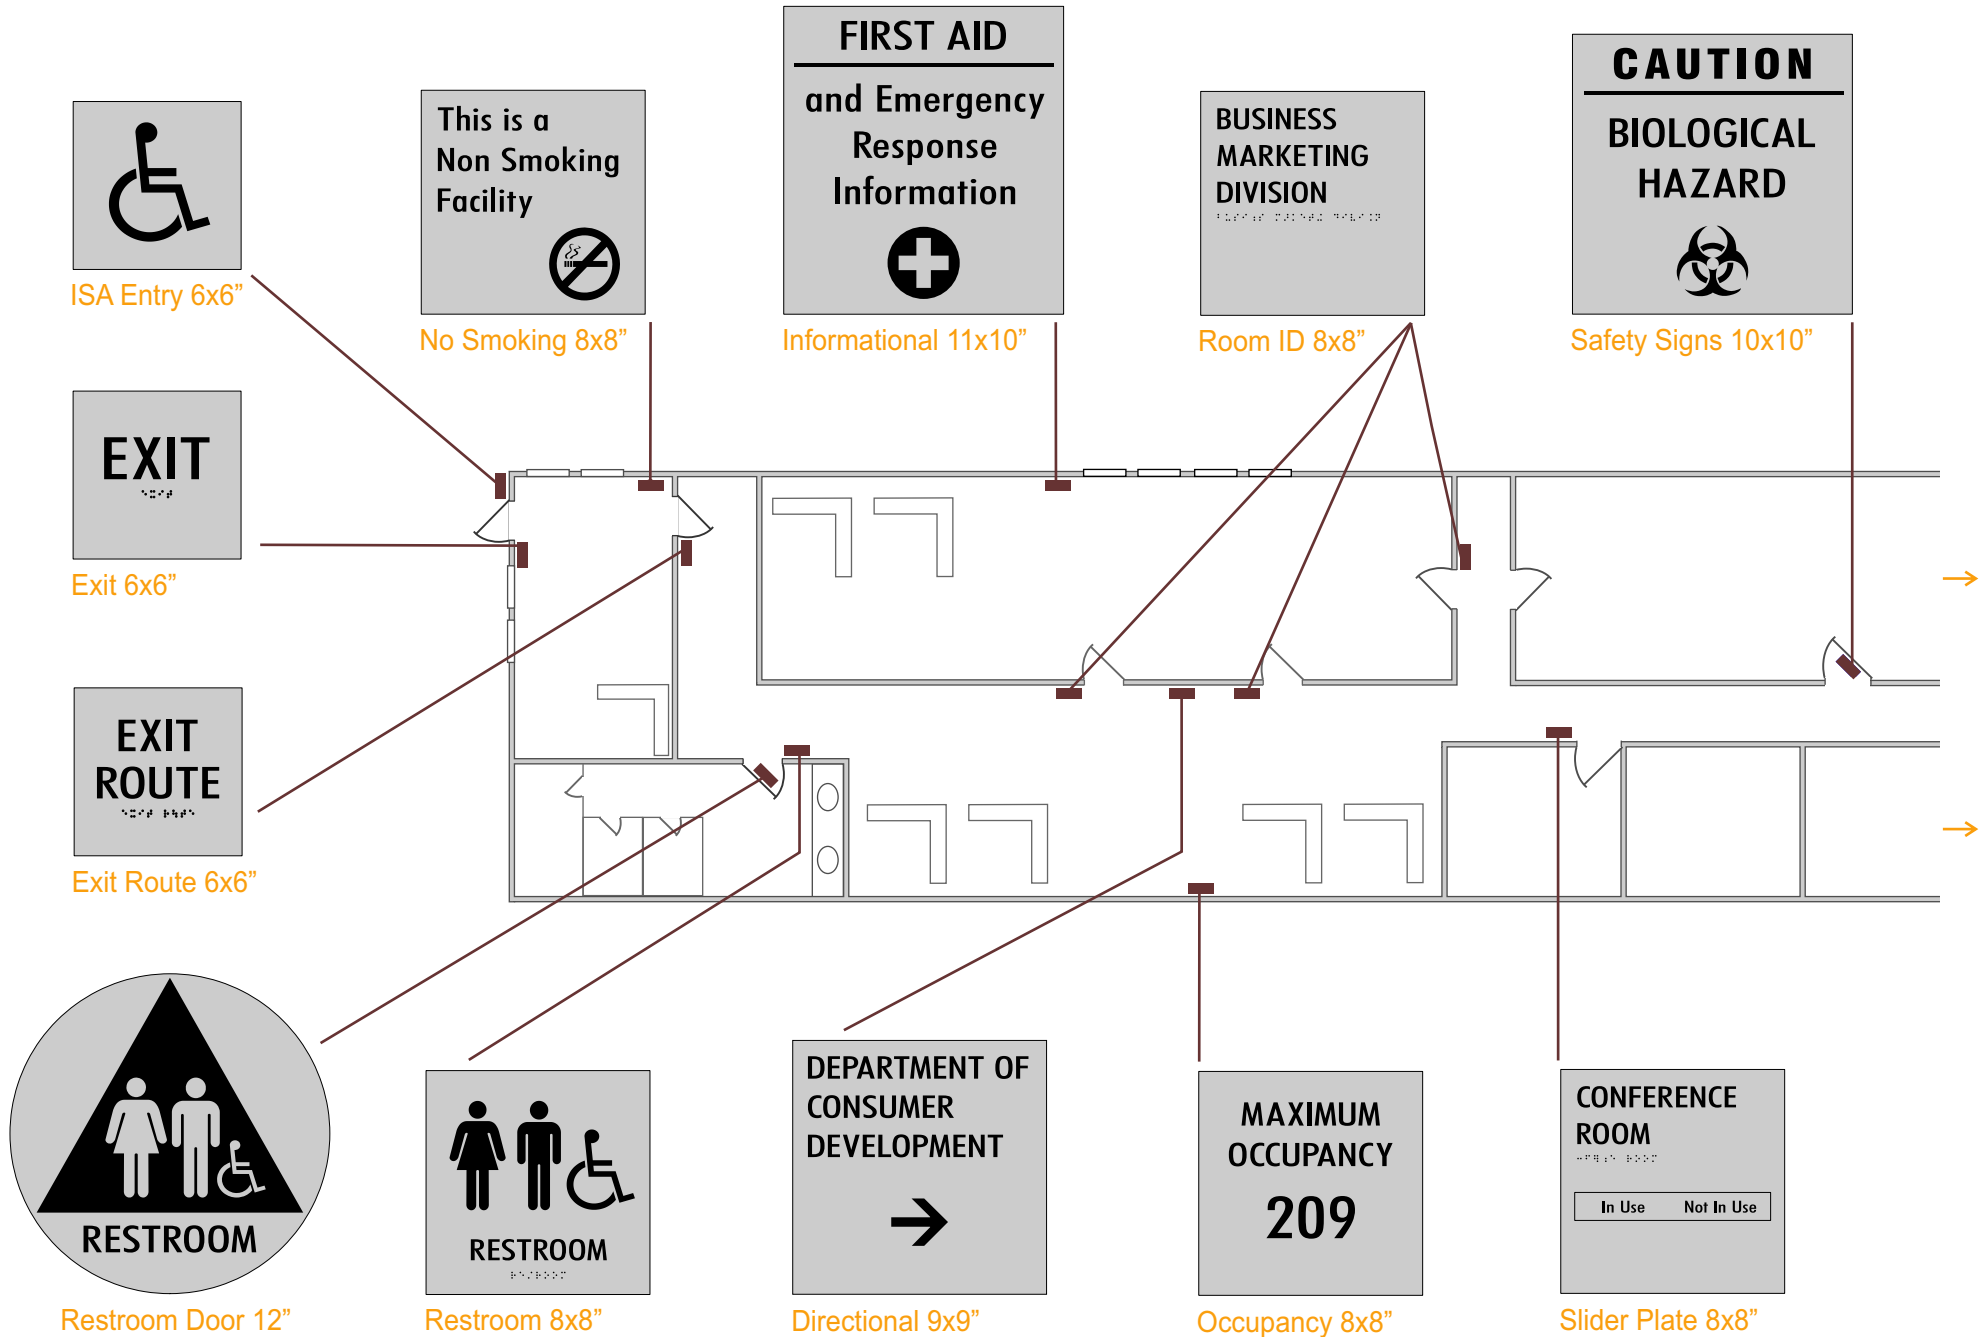 FIRST AID
and Emergency
Response
Information
Informational 11x10”
CAUTION
BIOLOGICAL
HAZARD
Safety Signs 10x10”
ISA Entry 6x6”
This is a
Non Smoking
Facility
No Smoking 8x8”
BUSINESS
MARKETING
DIVISION
Room ID 8x8”
EXIT
Exit 6x6”
EXIT
ROUTE
Exit Route 6x6”
RESTROOM
Restroom Door 12”
RESTROOM
Restroom 8x8”
DEPARTMENT OF
CONSUMER
DEVELOPMENT
Directional 9x9”
MAXIMUM
OCCUPANCY
209
Occupancy 8x8”
CONFERENCE
ROOM
In Use Not In Use
Slider Plate 8x8”